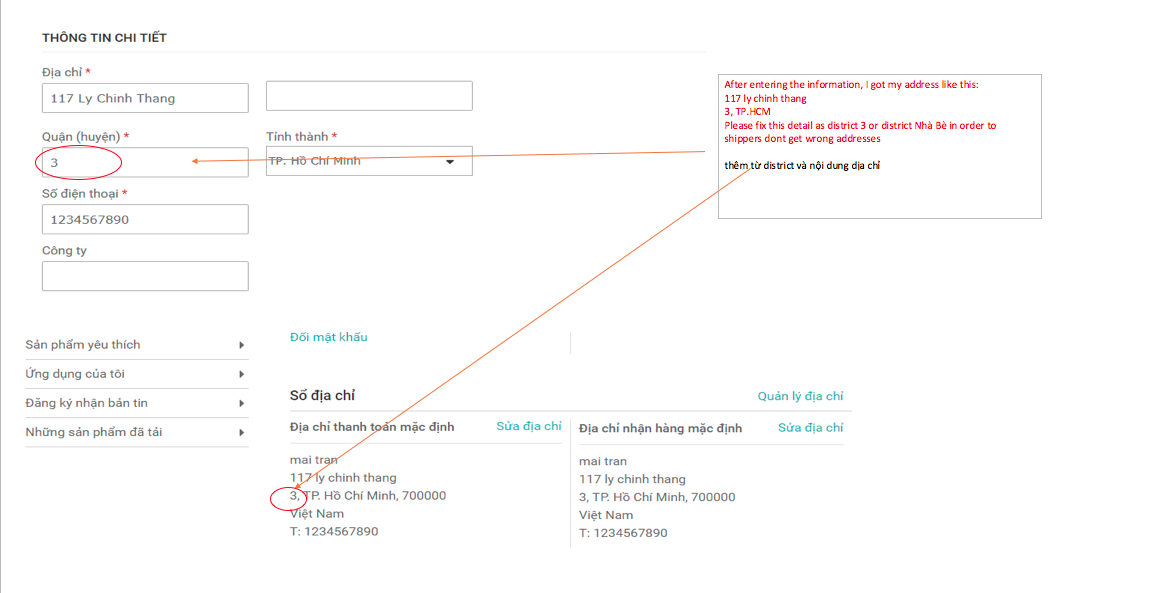 THÔNG TIN CHI TIẾT
Địa chỉ *
117 Ly Chinh Thang
Quận (huyện) *
Tỉnh thành *
3
TP. Hồ Chí Minh
Số điện thoại *
1234567890
Công ty
After entering the information, I got my address like this:
117 ly chinh thang
3, TP.HCM
Please fix this detail as district 3 or district Nhà Bè in order to
shippers dont get wrong addresses
thêm từ district và nội dung địa chỉ
Sản phẩm yêu thích
Ứng dụng của tôi
Đăng ký nhận bản tin
Những sản phẩm đã tải
Đổi mật khẩu
Sổ địa chỉ
Quản lý địa chỉ
Địa chỉ thanh toán mặc định
Sửa địa chỉ
mai tran
117 ly chinh thang
3, TP. Hồ Chí Minh, 700000
Việt Nam
T: 1234567890
Địa chỉ nhận hàng mặc định
Sửa địa chỉ
mai tran
117 ly chinh thang
3, TP. Hồ Chí Minh, 700000
Việt Nam
T: 1234567890